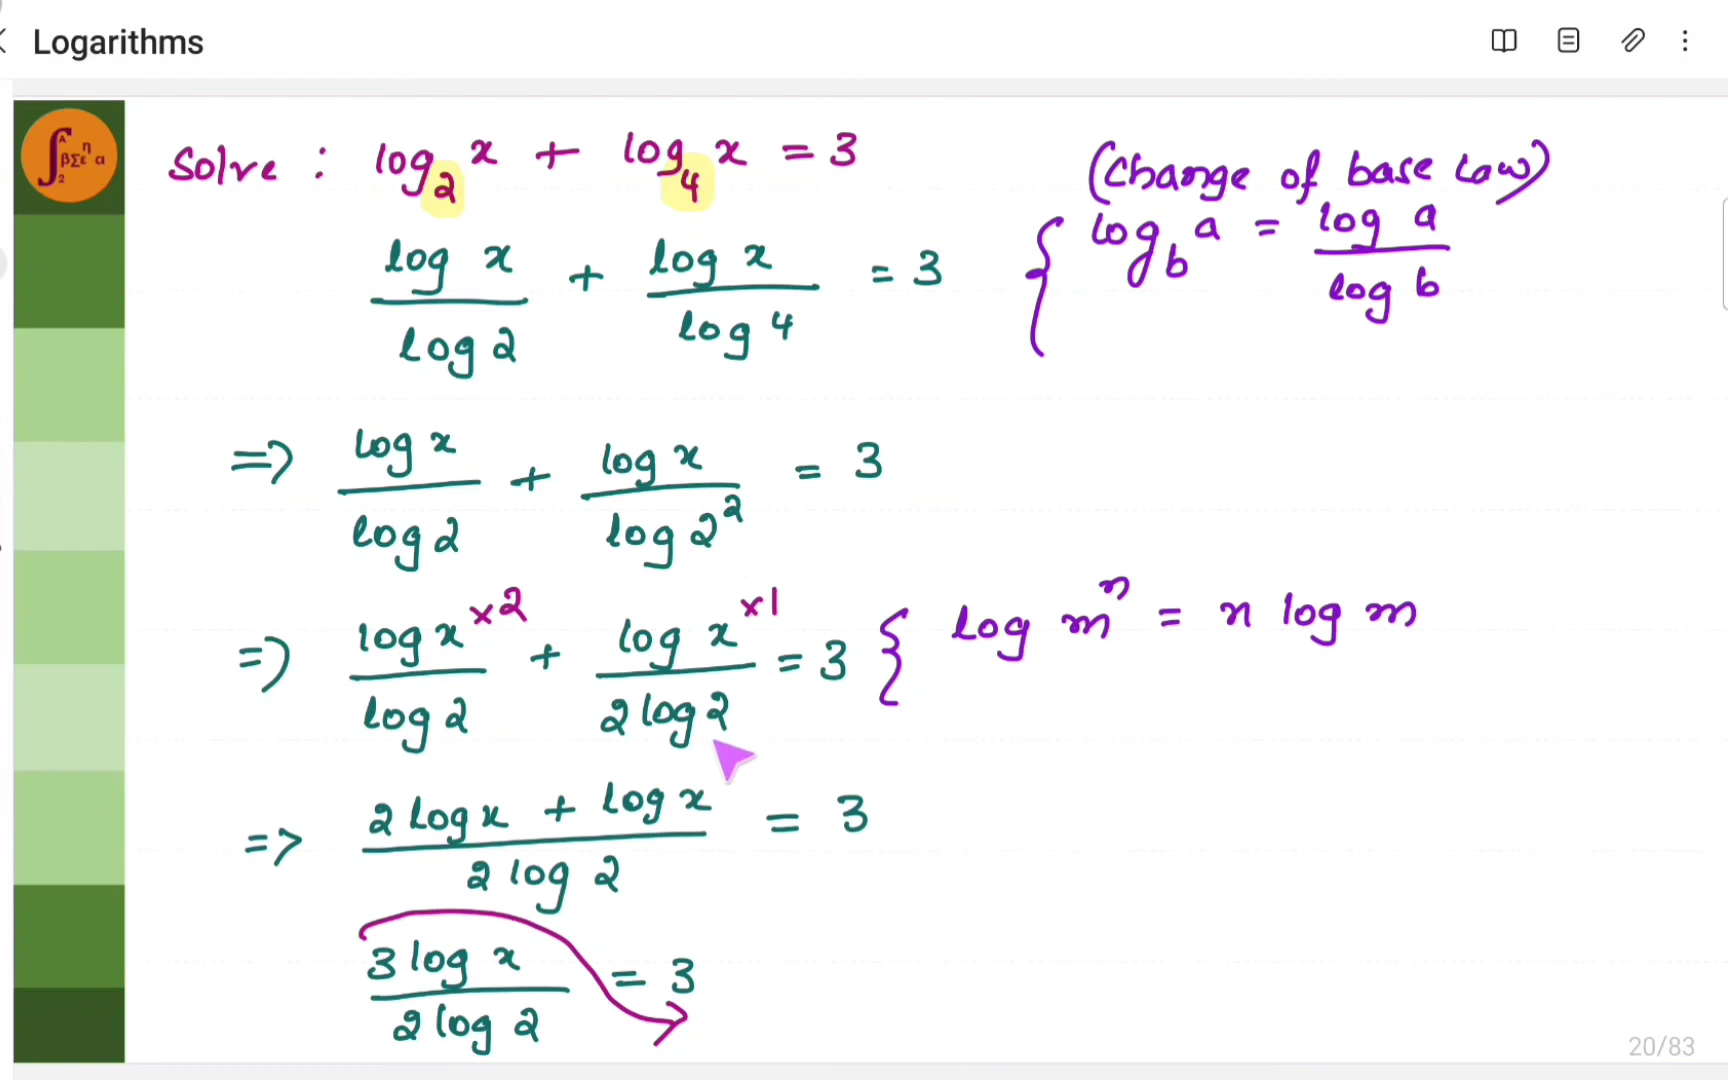 Logarithms
Solve : log₂ x + log₄ x = 3
(Change of base law)
log x / log 2 + log x / log 4 = 3 { log_b a = log a / log b
=> log x / log 2 + log x / log 2² = 3
=> log x ×2 / log 2 + log x ×1 / 2 log 2 = 3 { log mⁿ = n log m
=> 2 log x + log x / 2 log 2 = 3
3 log x / 2 log 2 = 3
20/83